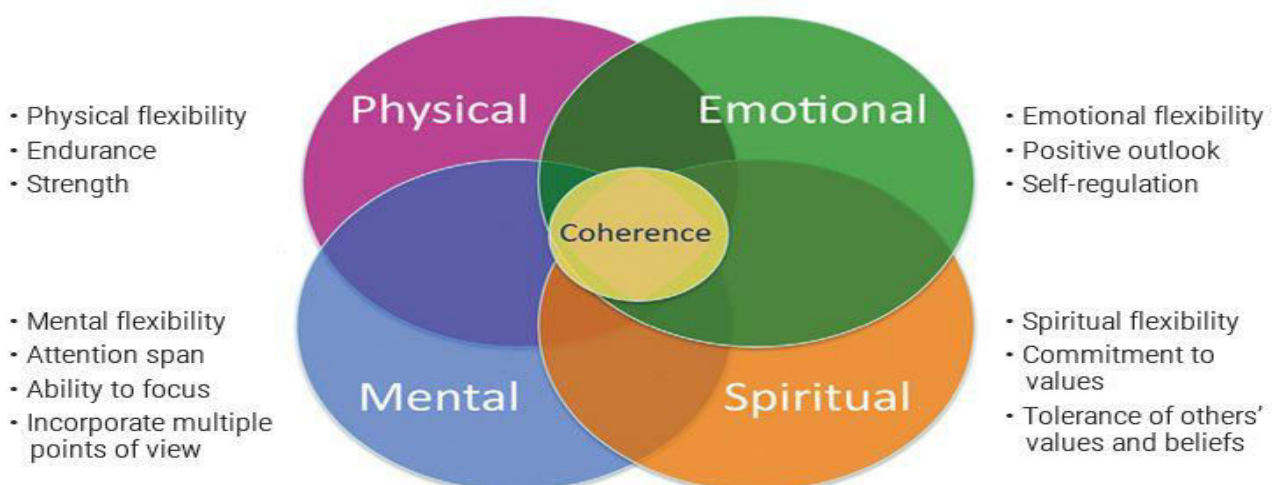 Physical
Emotional
• Physical flexibility
• Endurance
• Strength
• Emotional flexibility
• Positive outlook
• Self-regulation
Coherence
• Mental flexibility
• Attention span
• Ability to focus
• Incorporate multiple
points of view
Mental
Spiritual
• Spiritual flexibility
• Commitment to
values
• Tolerance of others’
values and beliefs